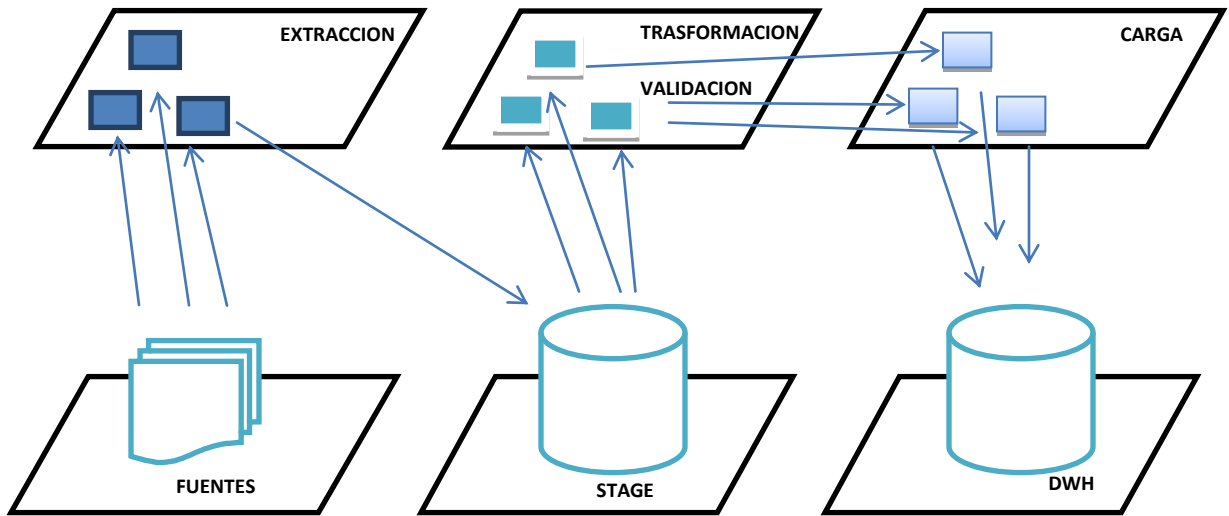 EXTRACCION
TRASFORMACION
VALIDACION
CARGA
FUENTES
STAGE
DWH